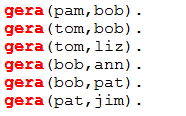 gera(pam,bob).
gera(tom,bob).
gera(tom,liz).
gera(bob,ann).
gera(bob,pat).
gera(pat,jim).